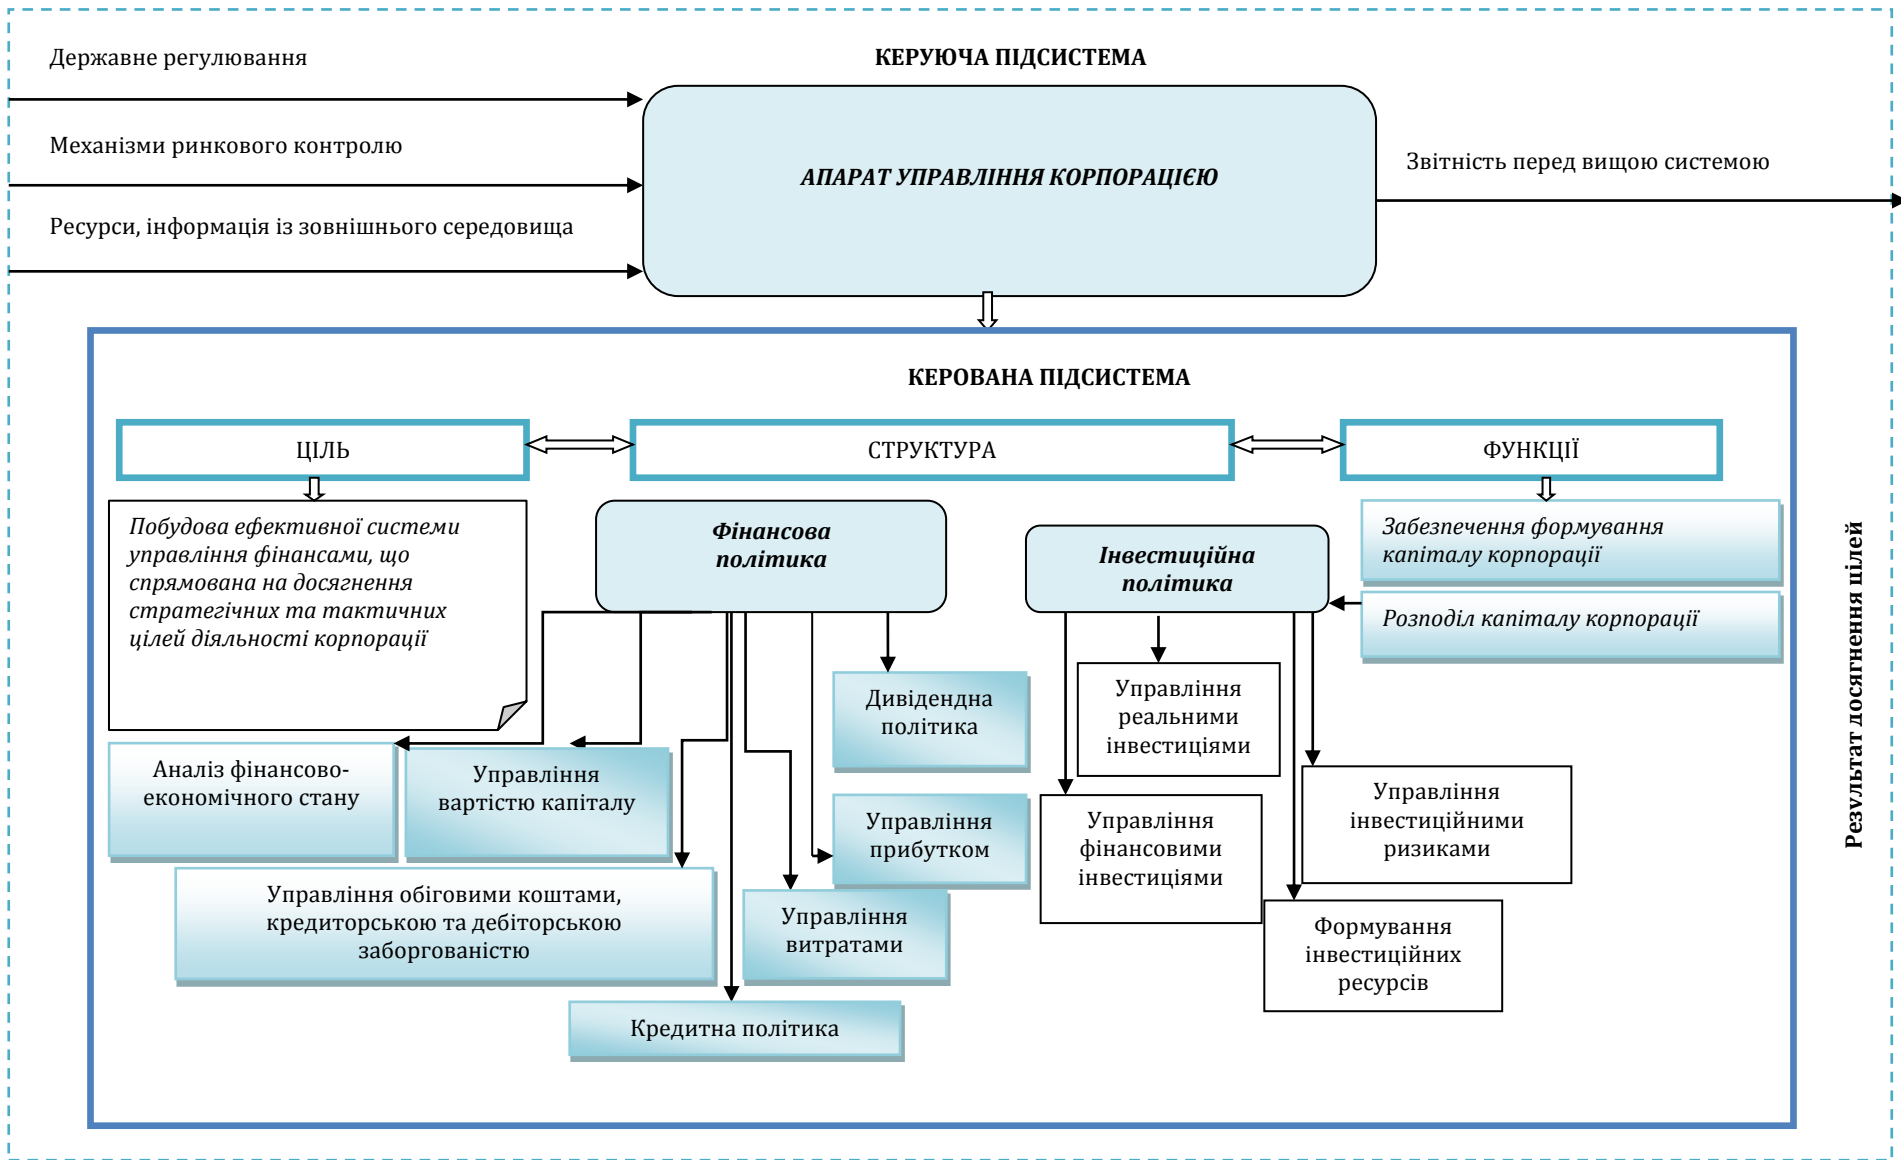 Державне регулювання
КЕРУЮЧА ПІДСИСТЕМА
Механізми ринкового контролю
АПАРАТ УПРАВЛІННЯ КОРПОРАЦІЄЮ
Звітність перед вищою системою
Ресурси, інформація із зовнішнього середовища
КЕРОВАНА ПІДСИСТЕМА
ЦІЛЬ
СТРУКТУРА
ФУНКЦІЇ
Побудова ефективної системи
управління фінансами, що
спрямована на досягнення
стратегічних та тактичних
цілей діяльності корпорації
Фінансова
політика
Інвестиційна
політика
Забезпечення формування
капіталу корпорації
Розподіл капіталу корпорації
Результат досягнення цілей
Дивідендна
політика
Управління
реальними
інвестиціями
Аналіз фінансово-
економічного стану
Управління
вартістю капіталу
Управління
прибутком
Управління
фінансовими
інвестиціями
Управління
інвестиційними
ризиками
Управління обіговими коштами,
кредиторською та дебіторською
заборгованістю
Управління
витратами
Формування
інвестиційних
ресурсів
Кредитна політика